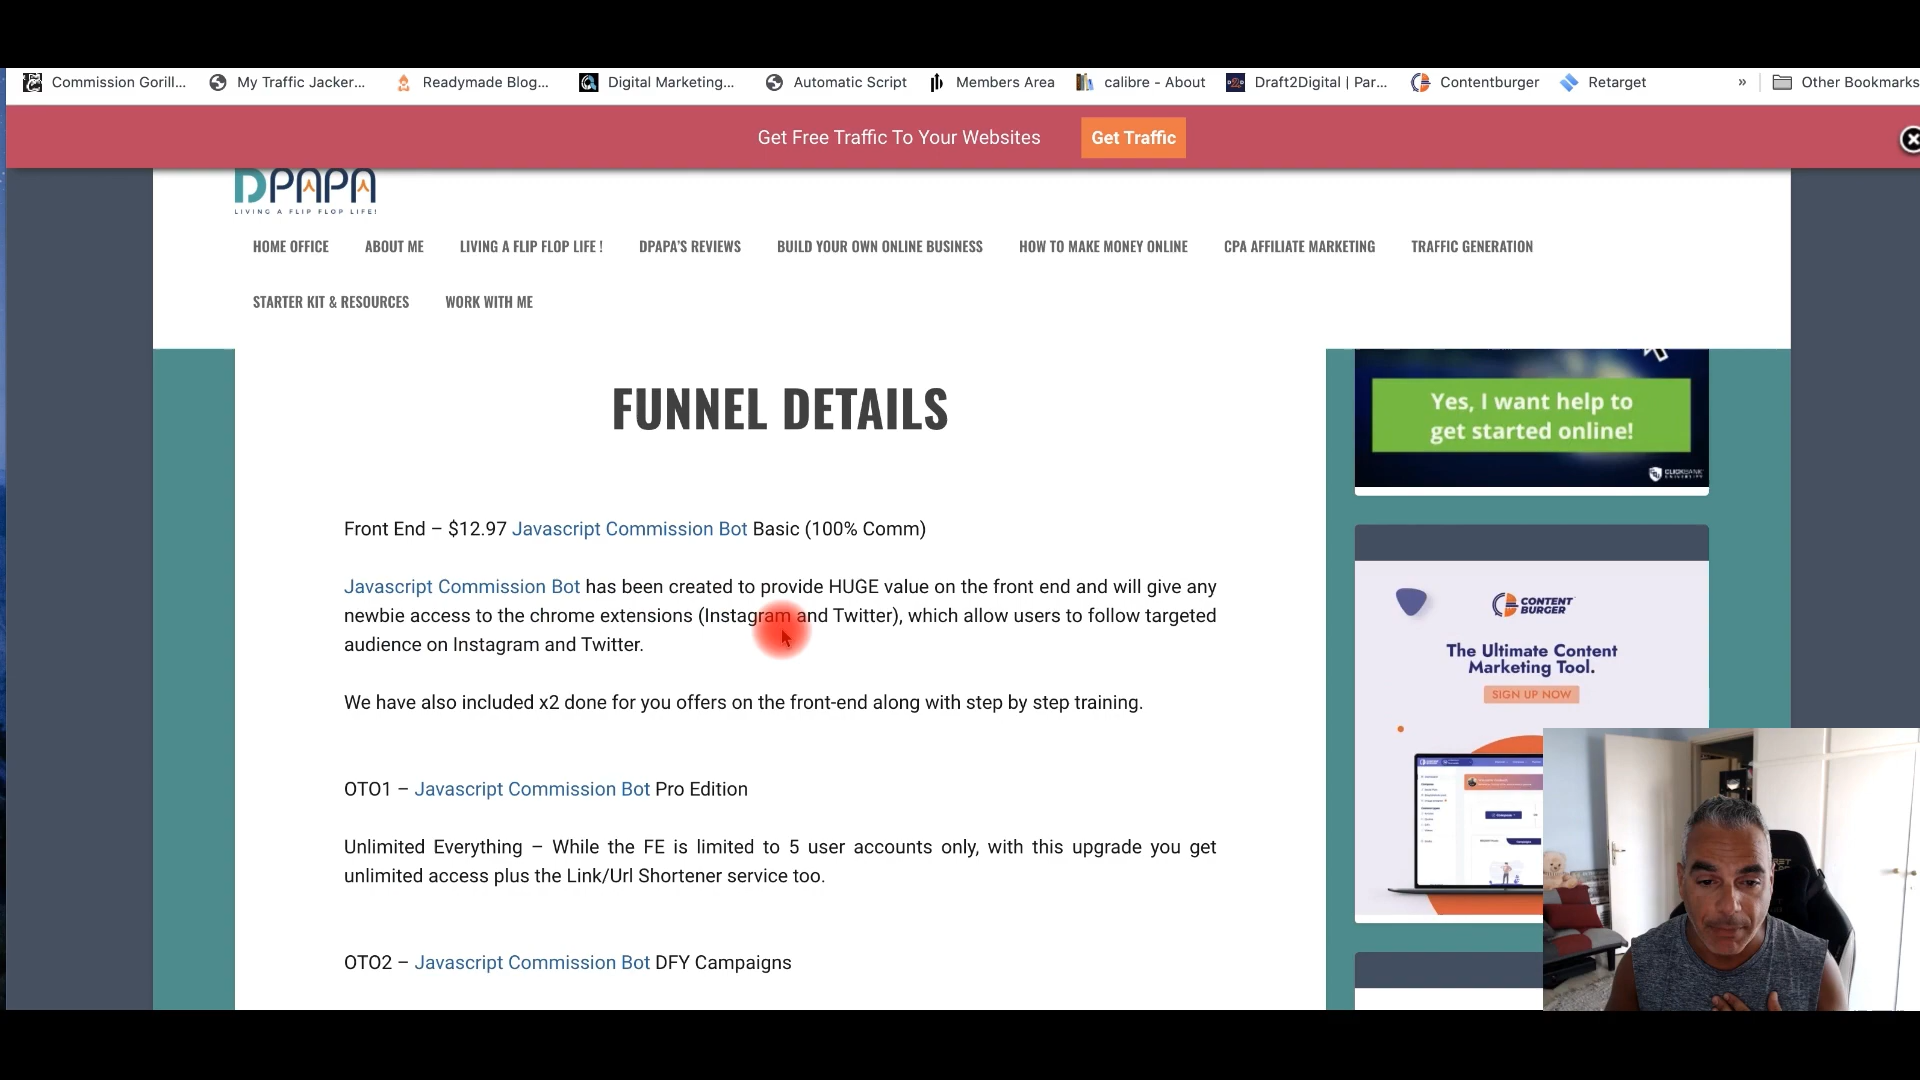 Commission Gorill... My Traffic Jacker... Readymade Blog... Digital Marketing... Automatic Script Members Area calibre - About Draft2Digital | Par... Contentburger Retarget » Other Bookmarks
Get Free Traffic To Your Websites Get Traffic
DPAPA
LIVING A FLIP FLOP LIFE!
HOME OFFICE ABOUT ME LIVING A FLIP FLOP LIFE ! DPAPA'S REVIEWS BUILD YOUR OWN ONLINE BUSINESS HOW TO MAKE MONEY ONLINE CPA AFFILIATE MARKETING TRAFFIC GENERATION
STARTER KIT & RESOURCES WORK WITH ME
FUNNEL DETAILS
Front End – $12.97 Javascript Commission Bot Basic (100% Comm)
Javascript Commission Bot has been created to provide HUGE value on the front end and will give any
newbie access to the chrome extensions (Instagram and Twitter), which allow users to follow targeted
audience on Instagram and Twitter.
We have also included x2 done for you offers on the front-end along with step by step training.
OTO1 – Javascript Commission Bot Pro Edition
Unlimited Everything – While the FE is limited to 5 user accounts only, with this upgrade you get
unlimited access plus the Link/Url Shortener service too.
OTO2 – Javascript Commission Bot DFY Campaigns
Yes, I want help to
get started online!
CLICKBANK
UNIVERSITY
CONTENT
BURGER
The Ultimate Content
Marketing Tool.
SIGN UP NOW